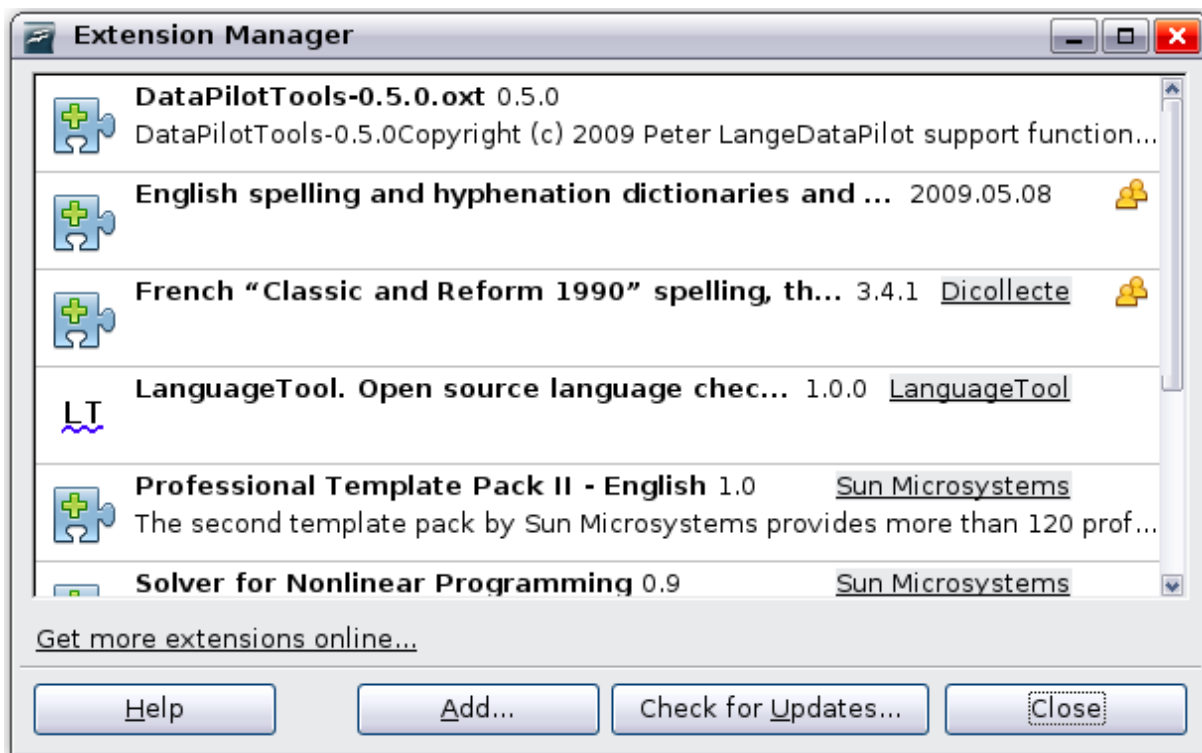 Extension Manager
DataPilotTools-0.5.0.oxt 0.5.0
DataPilotTools-0.5.0Copyright (c) 2009 Peter LangeDataPilot support function...
English spelling and hyphenation dictionaries and ... 2009.05.08
French “Classic and Reform 1990” spelling, th... 3.4.1 Dicollecte
LanguageTool. Open source language chec... 1.0.0 LanguageTool
LT
Professional Template Pack II - English 1.0 Sun Microsystems
The second template pack by Sun Microsystems provides more than 120 prof...
Solver for Nonlinear Programming 0.9 Sun Microsystems
Get more extensions online...
Help Add... Check for Updates... Close